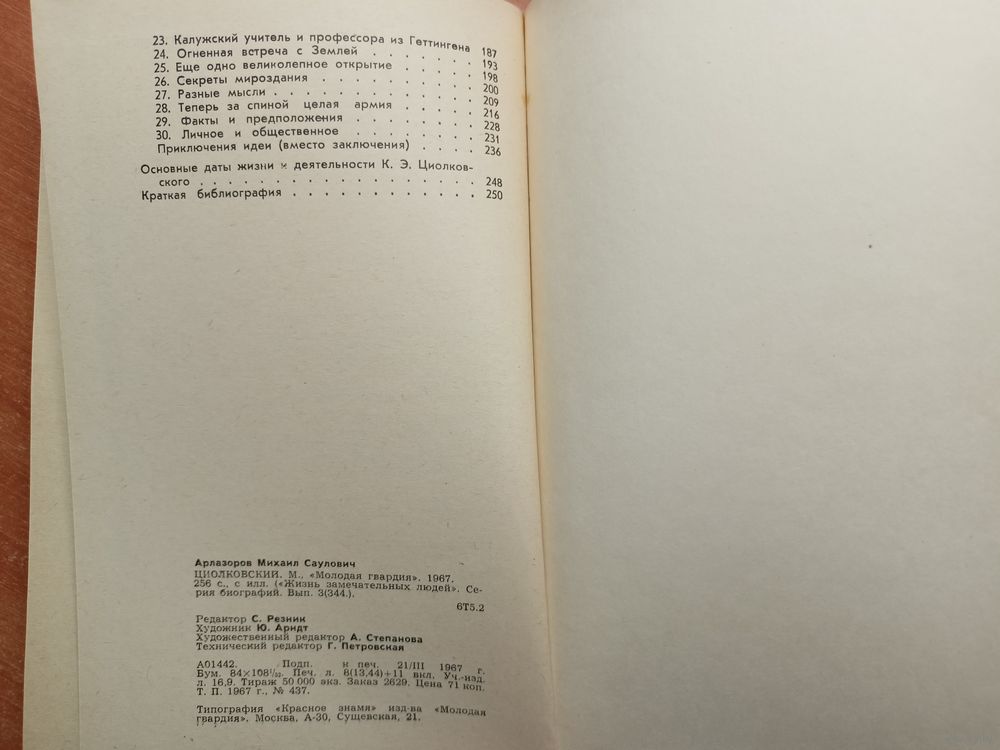 23. Калужский учитель и профессора из Геттингена 187
24. Огненная встреча с Землей . . . . . . . 193
25. Еще одно великолепное открытие . . . . . 198
26. Секреты мироздания . . . . . . . . . 200
27. Разные мысли . . . . . . . . . . . 209
28. Теперь за спиной целая армия . . . . . 216
29. Факты и предположения . . . . . . . 228
30. Личное и общественное . . . . . . . 231
Приключения идеи (вместо заключения) . . . . 236
Основные даты жизни и деятельности К. Э. Циолков-
ского . . . . . . . . . . . . . . . . . 248
Краткая библиография . . . . . . . . . . . 250
Арлазоров Михаил Саулович
ЦИОЛКОВСКИЙ. М., «Молодая гвардия», 1967.
256 с., с илл. («Жизнь замечательных людей». Се-
рия биографий. Вып. 3(344.).
6Т5.2
Редактор С. Резник
Художник Ю. Арндт
Художественный редактор А. Степанова
Технический редактор Г. Петровская
А01442. Подп. к печ. 21/III 1967 г.
Бум. 84×108¹/₃₂. Печ. л. 8(13,44)+11 вкл. Уч.-изд.
л. 16,9. Тираж 50 000 экз. Заказ 2629. Цена 71 коп.
Т. П. 1967 г., № 437.
Типография «Красное знамя» изд-ва «Молодая
гвардия». Москва, А-30, Сущевская, 21.